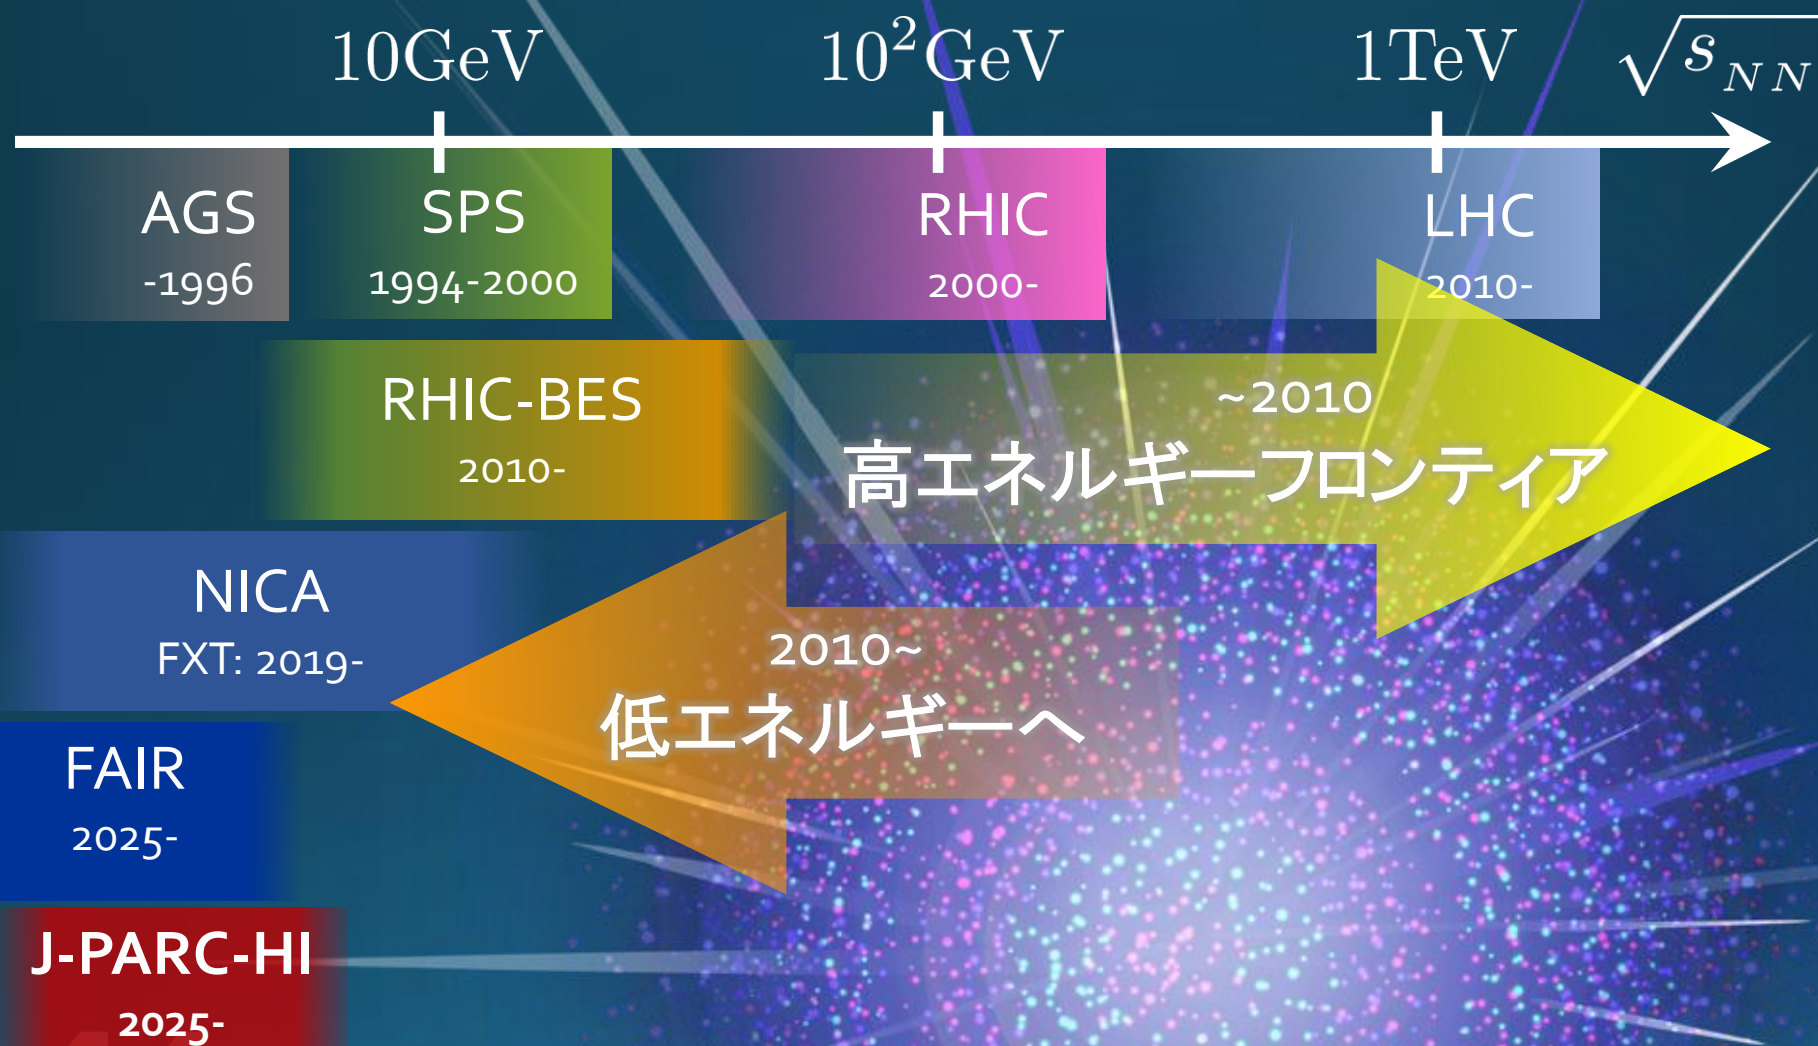 10GeV
10²GeV
1TeV
√s_NN
AGS
-1996
SPS
1994-2000
RHIC
2000-
LHC
2010-
RHIC-BES
2010-
~2010
高エネルギーフロンティア
NICA
FXT: 2019-
2010~
低エネルギーへ
FAIR
2025-
J-PARC-HI
2025-